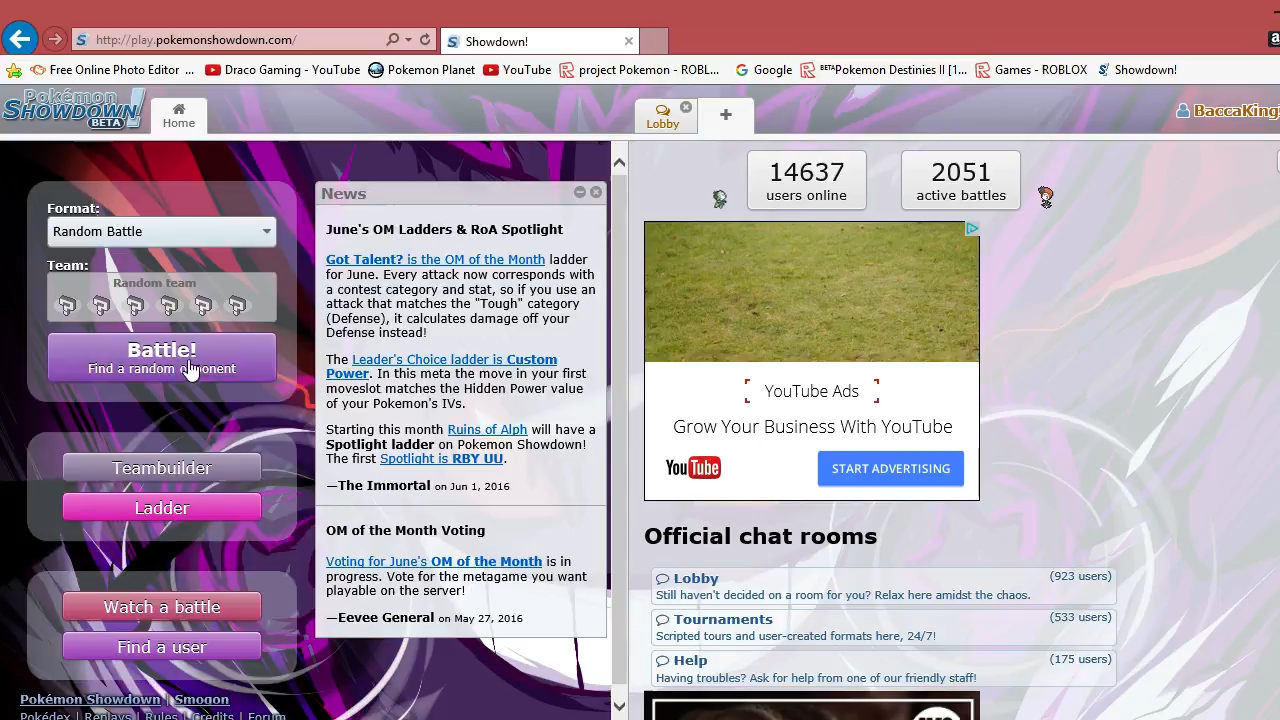 http://play.pokemonshowdown.com/
Showdown!
a
Free Online Photo Editor ...
Draco Gaming - YouTube
Pokemon Planet
YouTube
project Pokemon - ROBL...
Google
BETAPokemon Destinies II [1...
Games - ROBLOX
Showdown!
Pokémon
SHOWDOWN!
BETA
Home
Lobby
BaccaKing
Format:
Random Battle
Team:
Random team
Battle!
Find a random opponent
Teambuilder
Ladder
Watch a battle
Find a user
Pokémon Showdown | Smogon
Pokédex | Replays | Rules | Credits | Forum
News
June's OM Ladders & RoA Spotlight
Got Talent? is the OM of the Month ladder
for June. Every attack now corresponds with
a contest category and stat, so if you use an
attack that matches the "Tough" category
(Defense), it calculates damage off your
Defense instead!
The Leader's Choice ladder is Custom
Power. In this meta the move in your first
moveslot matches the Hidden Power value
of your Pokemon's IVs.
Starting this month Ruins of Alph will have a
Spotlight ladder on Pokemon Showdown!
The first Spotlight is RBY UU.
—The Immortal on Jun 1, 2016
OM of the Month Voting
Voting for June's OM of the Month is in
progress. Vote for the metagame you want
playable on the server!
—Eevee General on May 27, 2016
14637
users online
2051
active battles
YouTube Ads
Grow Your Business With YouTube
YouTube
START ADVERTISING
Official chat rooms
Lobby
(923 users)
Still haven't decided on a room for you? Relax here amidst the chaos.
Tournaments
(533 users)
Scripted tours and user-created formats here, 24/7!
Help
(175 users)
Having troubles? Ask for help from one of our friendly staff!